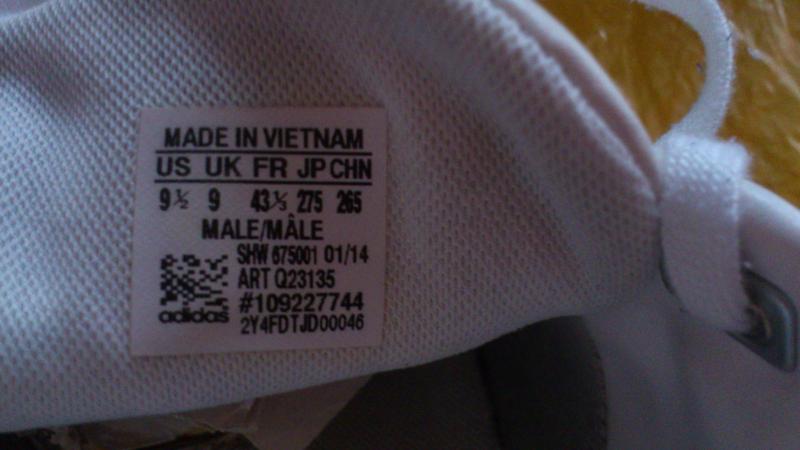 MADE IN VIETNAM
US UK FR JP CHN
9½ 9 43⅓ 275 265
MALE/MÂLE
SHW 675001 01/14
ART Q23135
#109227744
adidas 2Y4FDTJD00046